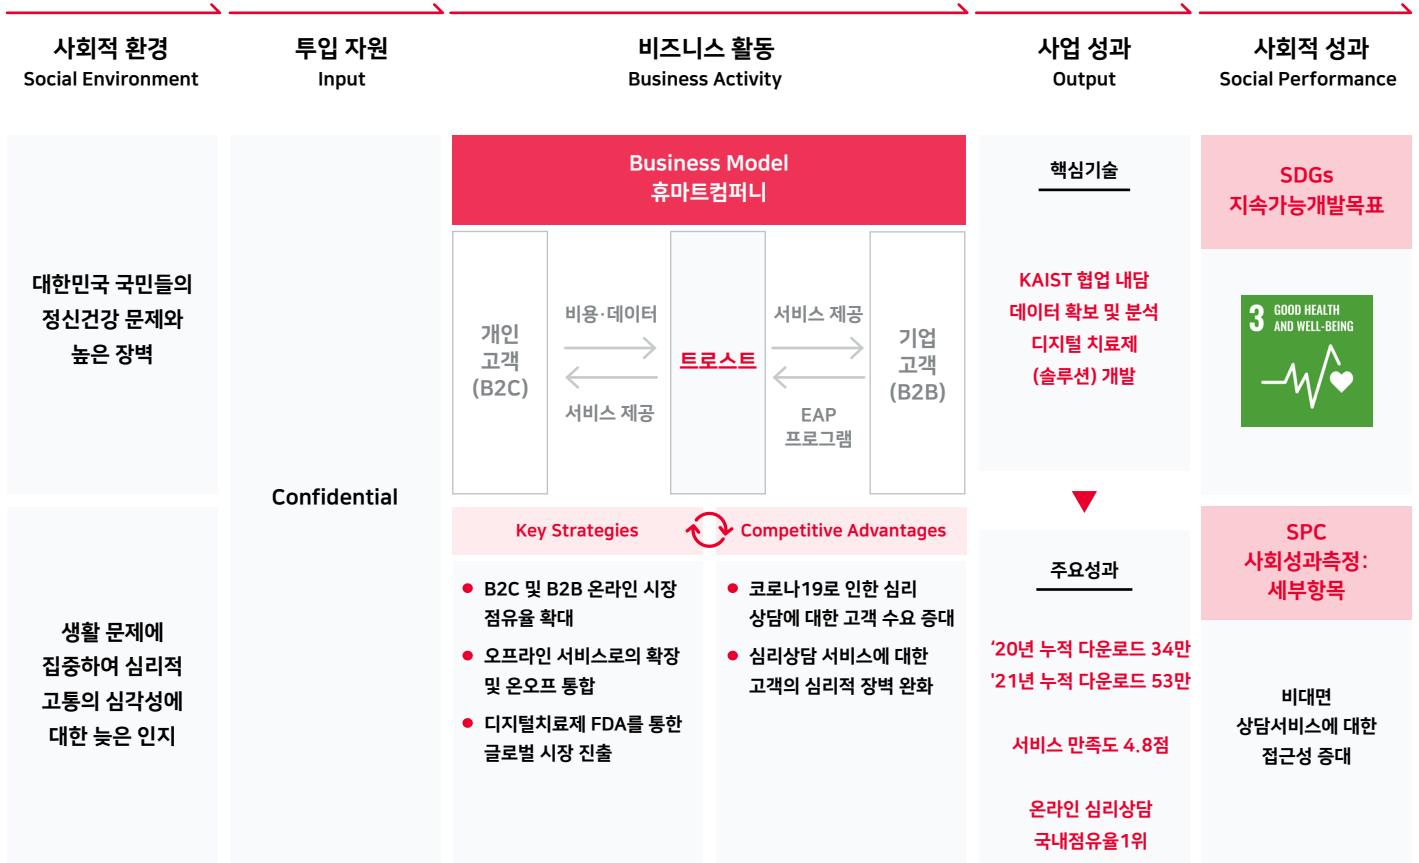 사회적 환경
Social Environment
투입 자원
Input
비즈니스 활동
Business Activity
사업 성과
Output
사회적 성과
Social Performance
대한민국 국민들의
정신건강 문제와
높은 장벽
생활 문제에
집중하여 심리적
고통의 심각성에
대한 늦은 인지
Confidential
Business Model
휴마트컴퍼니
개인
고객
(B2C)
비용·데이터
서비스 제공
트로스트
서비스 제공
EAP
프로그램
기업
고객
(B2B)
Key Strategies
Competitive Advantages
B2C 및 B2B 온라인 시장
점유율 확대
오프라인 서비스로의 확장
및 온오프 통합
디지털치료제 FDA를 통한
글로벌 시장 진출
코로나19로 인한 심리
상담에 대한 고객 수요 증대
심리상담 서비스에 대한
고객의 심리적 장벽 완화
핵심기술
KAIST 협업 내담
데이터 확보 및 분석
디지털 치료제
(솔루션) 개발
주요성과
‘20년 누적 다운로드 34만
'21년 누적 다운로드 53만
서비스 만족도 4.8점
온라인 심리상담
국내점유율1위
SDGs
지속가능개발목표
3 GOOD HEALTH
AND WELL-BEING
SPC
사회성과측정:
세부항목
비대면
상담서비스에 대한
접근성 증대